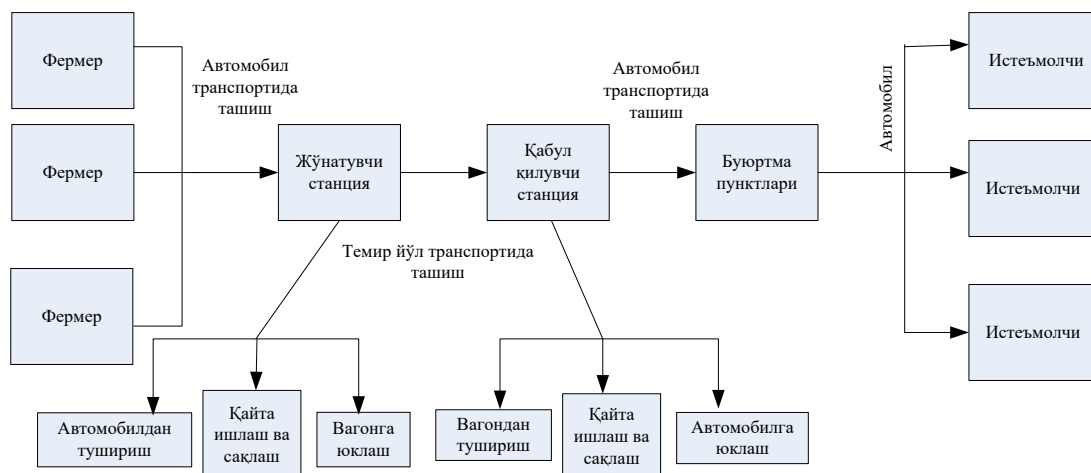 Фермер
Фермер
Фермер
Автомобил
транспортида
ташиш
Жўнатувчи
станция
Темир йўл транспортида
ташиш
Қабул
қилувчи
станция
Автомобил
транспортида
ташиш
Буюртма
пунктлари
Автомобил
Истеъмолчи
Истеъмолчи
Истеъмолчи
Автомобилдан
тушириш
Қайта
ишлаш ва
сақлаш
Вагонга
юклаш
Вагондан
тушириш
Қайта
ишлаш ва
сақлаш
Автомобилга
юклаш